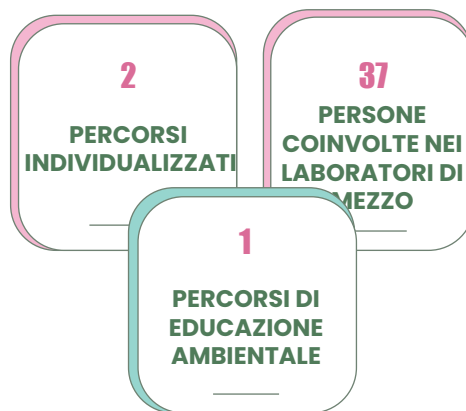 2
PERCORSI
INDIVIDUALIZZATI
37
PERSONE
COINVOLTE NEI
LABORATORI DI
MEZZO
1
PERCORSI DI
EDUCAZIONE
AMBIENTALE